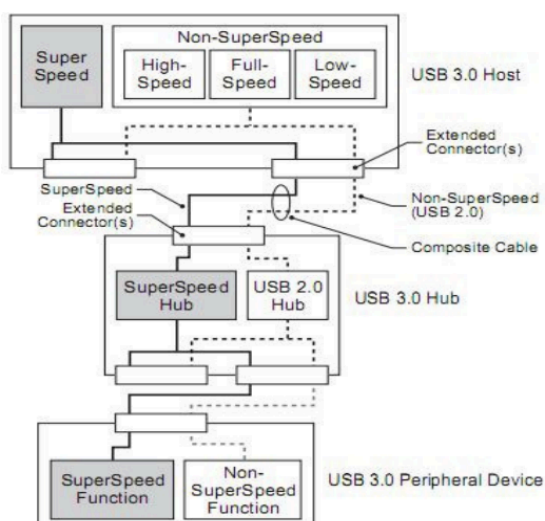 Super
Speed
Non-SuperSpeed
High-
Speed
Full-
Speed
Low-
Speed
USB 3.0 Host
Extended
Connector(s)
SuperSpeed
Extended
Connector(s)
Non-SuperSpeed
(USB 2.0)
Composite Cable
SuperSpeed
Hub
USB 2.0
Hub
USB 3.0 Hub
SuperSpeed
Function
Non-
SuperSpeed
Function
USB 3.0 Peripheral Device